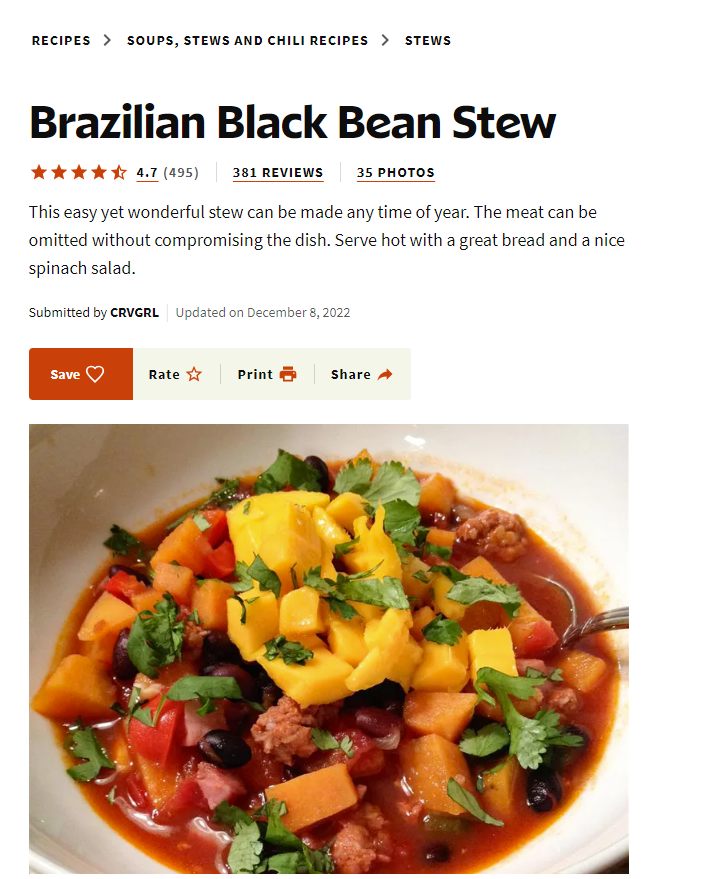 RECIPES > SOUPS, STEWS AND CHILI RECIPES > STEWS
Brazilian Black Bean Stew
4.7 (495) 381 REVIEWS 35 PHOTOS
This easy yet wonderful stew can be made any time of year. The meat can be
omitted without compromising the dish. Serve hot with a great bread and a nice
spinach salad.
Submitted by CRVGRL Updated on December 8, 2022
Save Rate Print Share